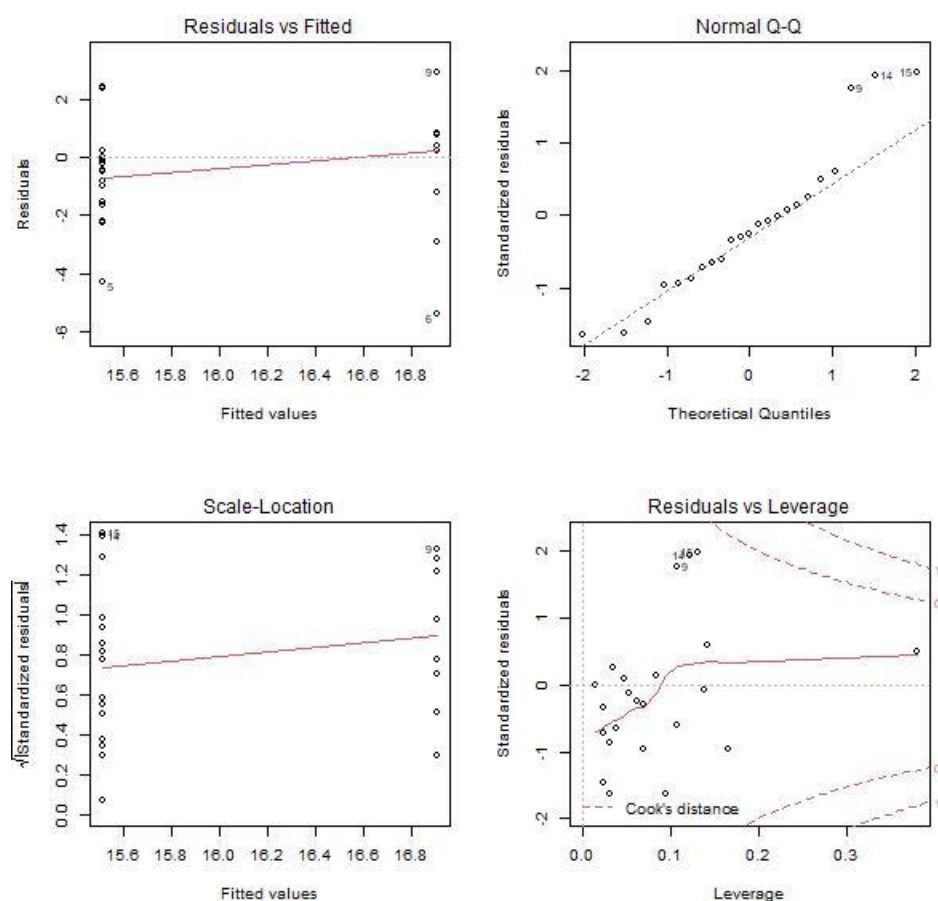 Residuals vs Fitted
Residuals
2
0
-2
-4
-6
9
5
6
15.6 15.8 16.0 16.2 16.4 16.6 16.8
Fitted values
Normal Q-Q
Standardized residuals
2
1
0
-1
9
14
15
-2 -1 0 1 2
Theoretical Quantiles
Scale-Location
√|Standardized residuals|
1.4
1.2
1.0
0.8
0.6
0.4
0.2
0.0
14
9
15.6 15.8 16.0 16.2 16.4 16.6 16.8
Fitted values
Residuals vs Leverage
Standardized residuals
2
1
0
-1
-2
9
Cook's distance
0.0 0.1 0.2 0.3
Leverage